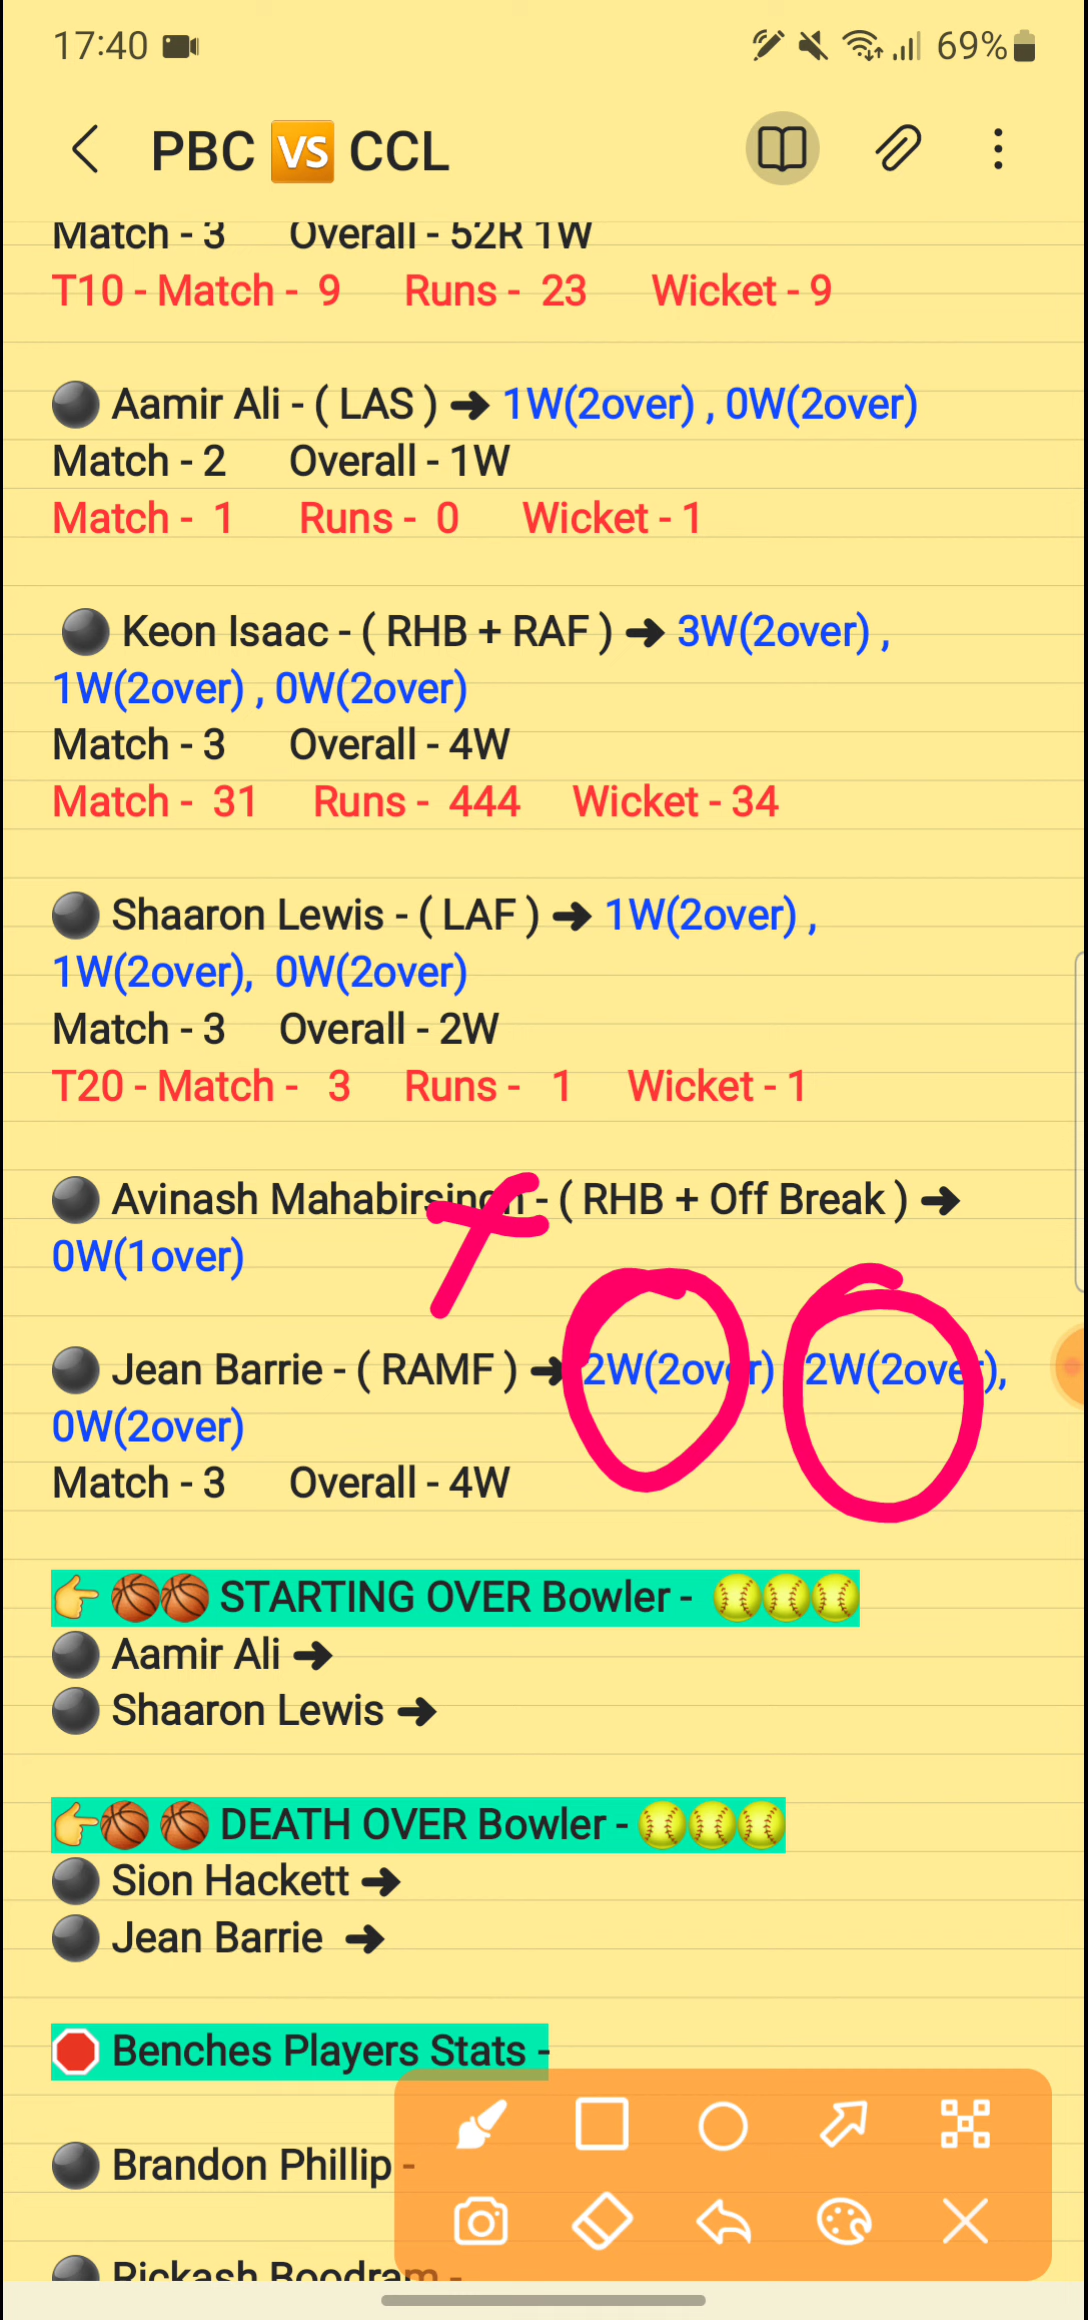 17:40 69%
PBC VS CCL
Match - 3 Overall - 52R 1W
T10 - Match - 9 Runs - 23 Wicket - 9
Aamir Ali - ( LAS ) ➔ 1W(2over) , 0W(2over)
Match - 2 Overall - 1W
Match - 1 Runs - 0 Wicket - 1
Keon Isaac - ( RHB + RAF ) ➔ 3W(2over) ,
1W(2over) , 0W(2over)
Match - 3 Overall - 4W
Match - 31 Runs - 444 Wicket - 34
Shaaron Lewis - ( LAF ) ➔ 1W(2over) ,
1W(2over), 0W(2over)
Match - 3 Overall - 2W
T20 - Match - 3 Runs - 1 Wicket - 1
Avinash Mahabirsingh - ( RHB + Off Break ) ➔
0W(1over)
Jean Barrie - ( RAMF ) ➔ 2W(2over) 2W(2over),
0W(2over)
Match - 3 Overall - 4W
STARTING OVER Bowler -
Aamir Ali ➔
Shaaron Lewis ➔
DEATH OVER Bowler -
Sion Hackett ➔
Jean Barrie ➔
Benches Players Stats -
Brandon Phillip -
Rickash Boodram -